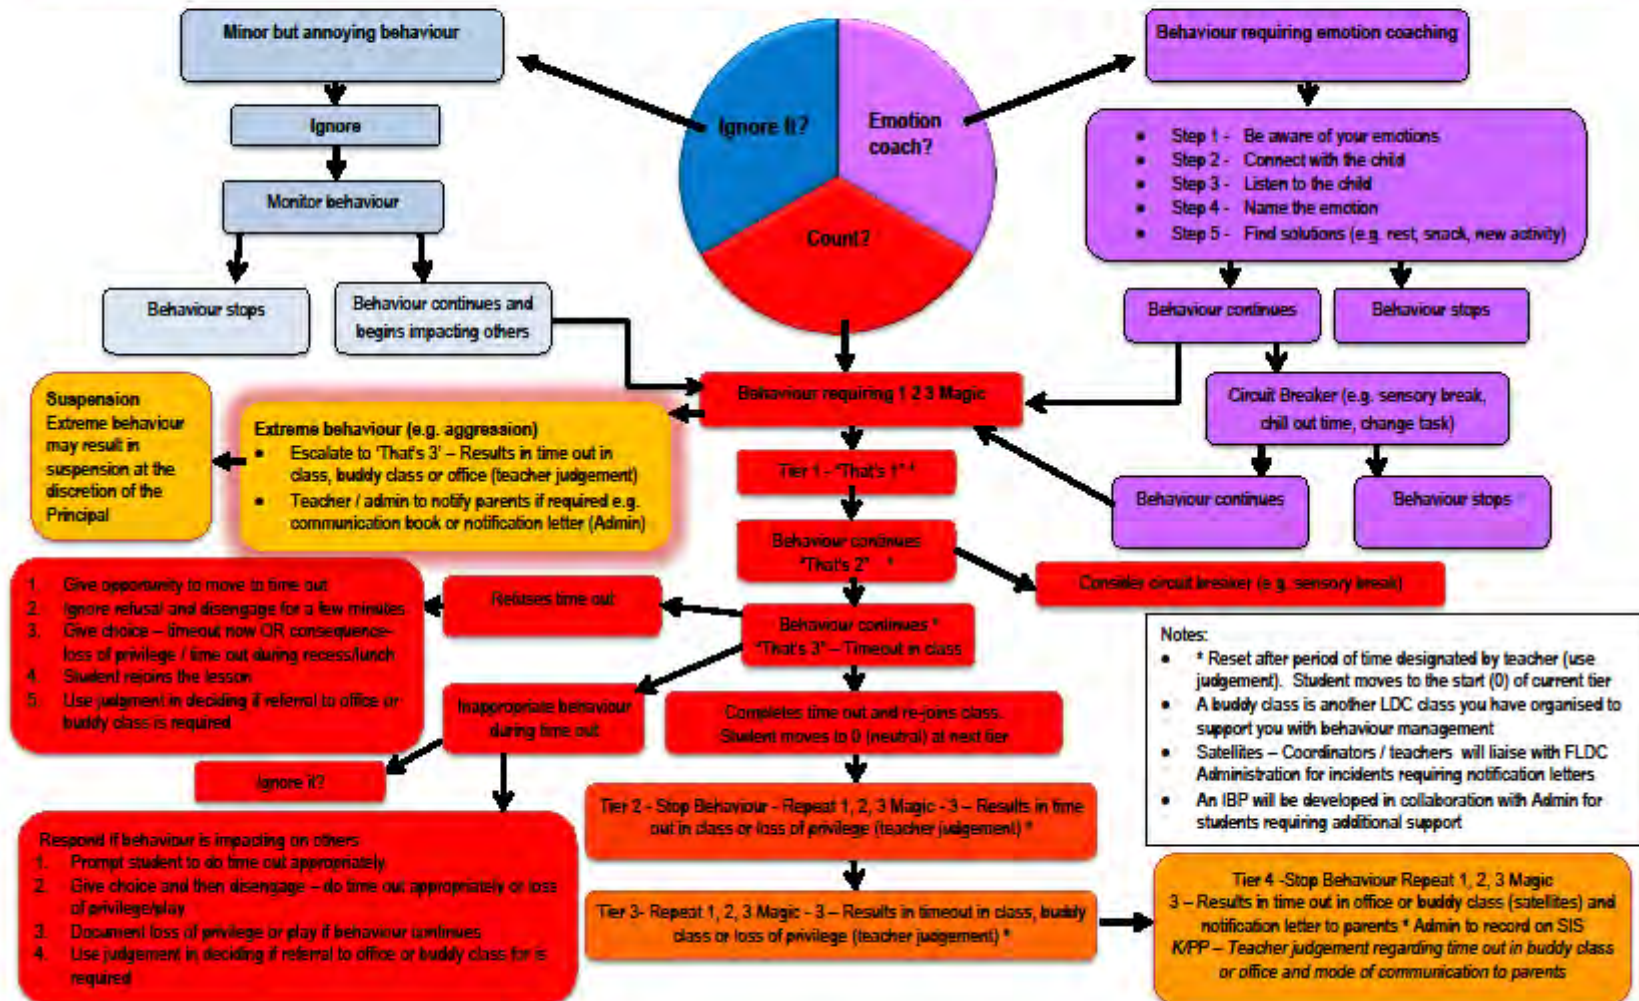 Minor but annoying behaviour
Ignore
Monitor behaviour
Behaviour stops
Behaviour continues and
begins impacting others
Ignore It?
Emotion
coach?
Count?
Behaviour requiring emotion coaching
• Step 1 - Be aware of your emotions
• Step 2 - Connect with the child
• Step 3 - Listen to the child
• Step 4 - Name the emotion
• Step 5 - Find solutions (e.g. rest, snack, new activity)
Behaviour continues
Behaviour stops
Circuit Breaker (e.g. sensory break,
chill out time, change task)
Behaviour continues
Behaviour stops
Behaviour requiring 1 2 3 Magic
Suspension
Extreme behaviour
may result in
suspension at the
discretion of the
Principal
Extreme behaviour (e.g. aggression)
• Escalate to 'That's 3' – Results in time out in
class, buddy class or office (teacher judgement)
• Teacher / admin to notify parents if required e.g.
communication book or notification letter (Admin)
Tier 1 - "That's 1" *
Behaviour continues
"That's 2" *
Consider circuit breaker (e.g. sensory break)
Behaviour continues *
"That's 3" – Timeout in class
Refuses time out
1. Give opportunity to move to time out
2. Ignore refusal and disengage for a few minutes
3. Give choice – timeout now OR consequence-
loss of privilege / time out during recess/lunch
4. Student rejoins the lesson
5. Use judgment in deciding if referral to office or
buddy class is required
Inappropriate behaviour
during time out
Ignore it?
Respond if behaviour is impacting on others
1. Prompt student to do time out appropriately
2. Give choice and then disengage – do time out appropriately or loss
of privilege/play
3. Document loss of privilege or play if behaviour continues
4. Use judgement in deciding if referral to office or buddy class for is
required
Completes time out and re-joins class.
Student moves to 0 (neutral) at next tier
Tier 2 - Stop Behaviour - Repeat 1, 2, 3 Magic - 3 – Results in time
out in class or loss of privilege (teacher judgement) *
Tier 3- Repeat 1, 2, 3 Magic - 3 – Results in timeout in class, buddy
class or loss of privilege (teacher judgement) *
Notes:
• * Reset after period of time designated by teacher (use
judgement). Student moves to the start (0) of current tier
• A buddy class is another LDC class you have organised to
support you with behaviour management
• Satellites – Coordinators / teachers will liaise with FLDC
Administration for incidents requiring notification letters
• An IBP will be developed in collaboration with Admin for
students requiring additional support
Tier 4 -Stop Behaviour Repeat 1, 2, 3 Magic
3 – Results in time out in office or buddy class (satellites) and
notification letter to parents * Admin to record on SIS
K/PP – Teacher judgement regarding time out in buddy class
or office and mode of communication to parents